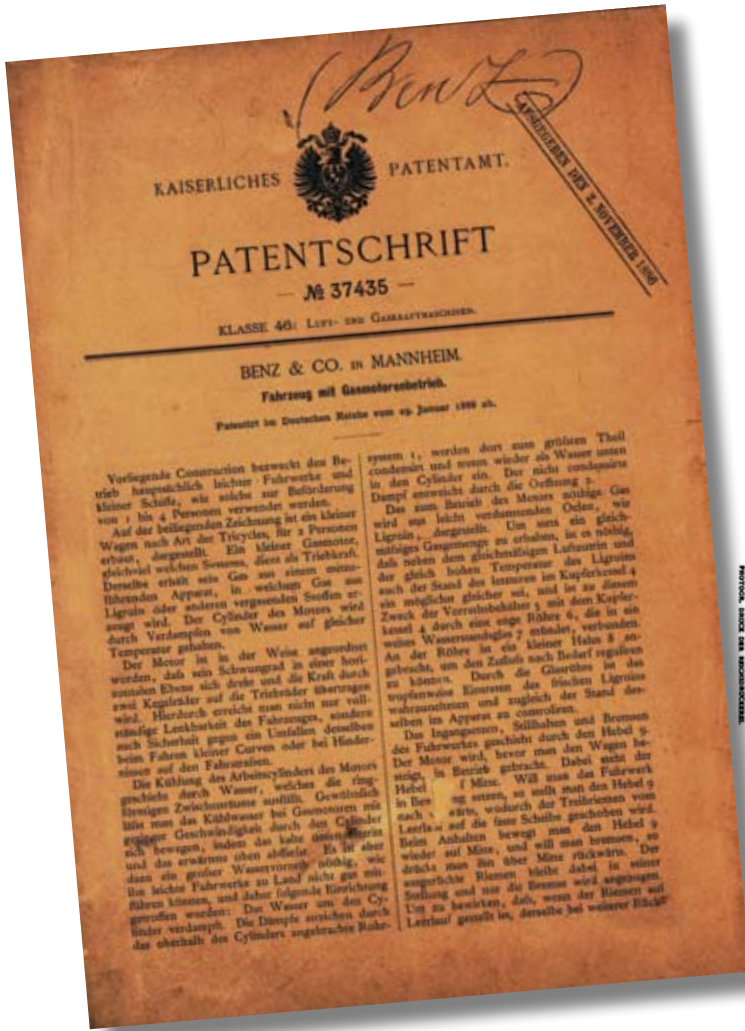 (Benz)
AUSGEGEBEN DEN 2. NOVEMBER 1886
KAISERLICHES PATENTAMT.
PATENTSCHRIFT
— № 37435 —
KLASSE 46: LUFT- UND GASKRAFTMASCHINEN.
BENZ & CO. IN MANNHEIM.
Fahrzeug mit Gasmotorenbetrieb.
Patentirt im Deutschen Reiche vom 29. Januar 1886 ab.
Vorliegende Construction bezweckt den Be-
trieb hauptsächlich leichter Fuhrwerke und
kleiner Schiffe, wie solche zur Beförderung
von 1 bis 4 Personen verwendet werden.
Auf der beiliegenden Zeichnung ist ein kleiner
Wagen nach Art der Tricycles, für 2 Personen
erbaut, dargestellt. Ein kleiner Gasmotor,
gleichviel welchen Systems, dient als Triebkraft.
Derselbe erhält sein Gas aus einem mitzu-
führenden Apparat, in welchem Gas aus
Ligroin oder anderen vergasenden Stoffen er-
zeugt wird. Der Cylinder des Motors wird
durch Verdampfen von Wasser auf gleicher
Temperatur gehalten.
Der Motor ist in der Weise angeordnet
worden, daß sein Schwungrad in einer hori-
zontalen Ebene sich dreht und die Kraft durch
zwei Kegelräder auf die Triebräder übertragen
wird. Hierdurch erreicht man nicht nur voll-
ständige Lenkbarkeit des Fahrzeuges, sondern
auch Sicherheit gegen ein Umfallen desselben
beim Fahren kleiner Curven oder bei Hinder-
nissen auf den Fahrstraßen.
Die Kühlung des Arbeitscylinders des Motors
geschieht durch Wasser, welches die ring-
förmigen Zwischenräume ausfüllt. Gewöhnlich
läßt man das Kühlwasser bei Gasmotoren mit
geringer Geschwindigkeit durch den Cylinder
sich bewegen, indem das kalte unten eintritt
und das erwärmte oben abfließt. Es ist aber
dazu ein großer Wasservorrath nöthig, wie
ihn leichte Fuhrwerke zu Land nicht gut mit-
führen können, und daher folgende Einrichtung
getroffen worden: Das Wasser um den Cy-
linder verdampft. Die Dämpfe streichen durch
das oberhalb des Cylinders angebrachte Rohr-
system 1, werden dort zum größten Theil
condensirt und treten wieder als Wasser unten
in den Cylinder ein. Der nicht condensirte
Dampf entweicht durch die Oeffnung 2.
Das zum Betrieb des Motors nöthige Gas
wird aus leicht verdunstenden Oelen, wie
Ligroin, dargestellt. Um stets ein gleich-
mäßiges Gasgemenge zu erhalten, ist es nöthig,
daß neben dem gleichmäßigen Luftzutritt und
der gleich hohen Temperatur des Ligroins
auch der Stand des letzteren im Kupferkessel 4
ein möglichst gleicher sei, und ist zu diesem
Zweck der Vorrathsbehälter 5 mit dem Kupfer-
kessel 4 durch eine enge Röhre 6, die in ein
weites Wasserstandsglas 7 mündet, verbunden.
An der Röhre ist ein kleiner Hahn 8 an-
gebracht, um den Zufluß nach Bedarf reguliren
zu können. Durch die Glasröhre ist das
tropfenweise Eintreten des frischen Ligroins
wahrzunehmen und zugleich der Stand des-
selben im Apparat zu controliren.
Das Ingangsetzen, Stillhalten und Bremsen
des Fuhrwerkes geschieht durch den Hebel 9.
Der Motor wird, bevor man den Wagen be-
steigt, in Betrieb gebracht. Dabei steht der
Hebel Mitte. Will man das Fuhrwerk
in setzen, so stellt man den Hebel 9
nach wodurch der Treibriemen vom
Leerlauf auf die feste Scheibe geschoben wird.
Beim Anhalten bewegt man den Hebel 9
wieder auf Mitte, und will man bremsen, so
drückt man ihn über Mitte rückwärts. Der
ausgerückte Riemen bleibt dabei in seiner
Stellung und nur die Bremse wird angezogen.
Um zu bewirken, daß, wenn der Riemen auf
Leerlauf gestellt ist, derselbe bei weiterer Rück-
PHOTOGR. DRUCK DER REICHSDRUCKEREI.